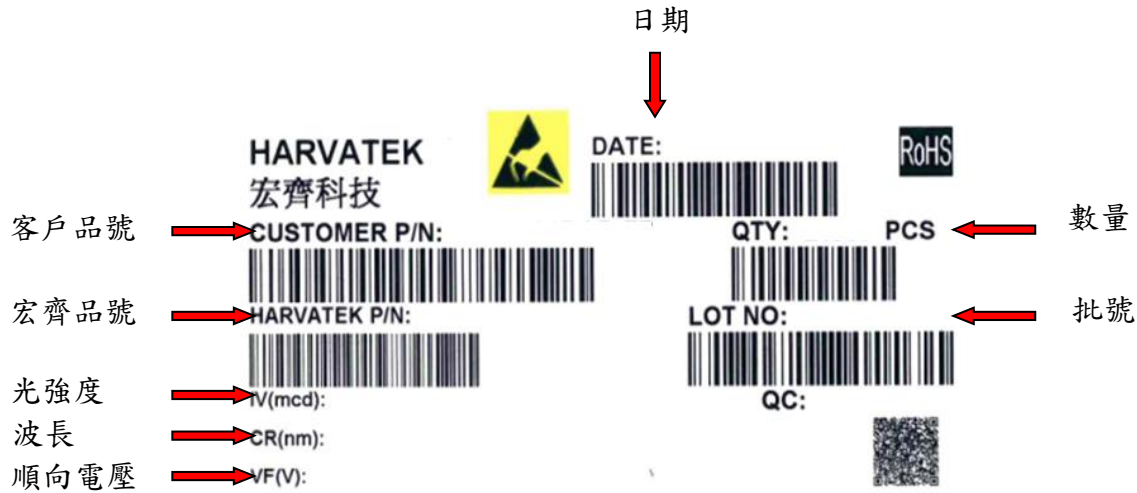 日期
HARVATEK
DATE:
RoHS
宏齊科技
客戶品號
CUSTOMER P/N:
QTY: PCS
數量
宏齊品號
HARVATEK P/N:
LOT NO:
批號
光強度
IV(mcd):
QC:
波長
CR(nm):
順向電壓
VF(V):